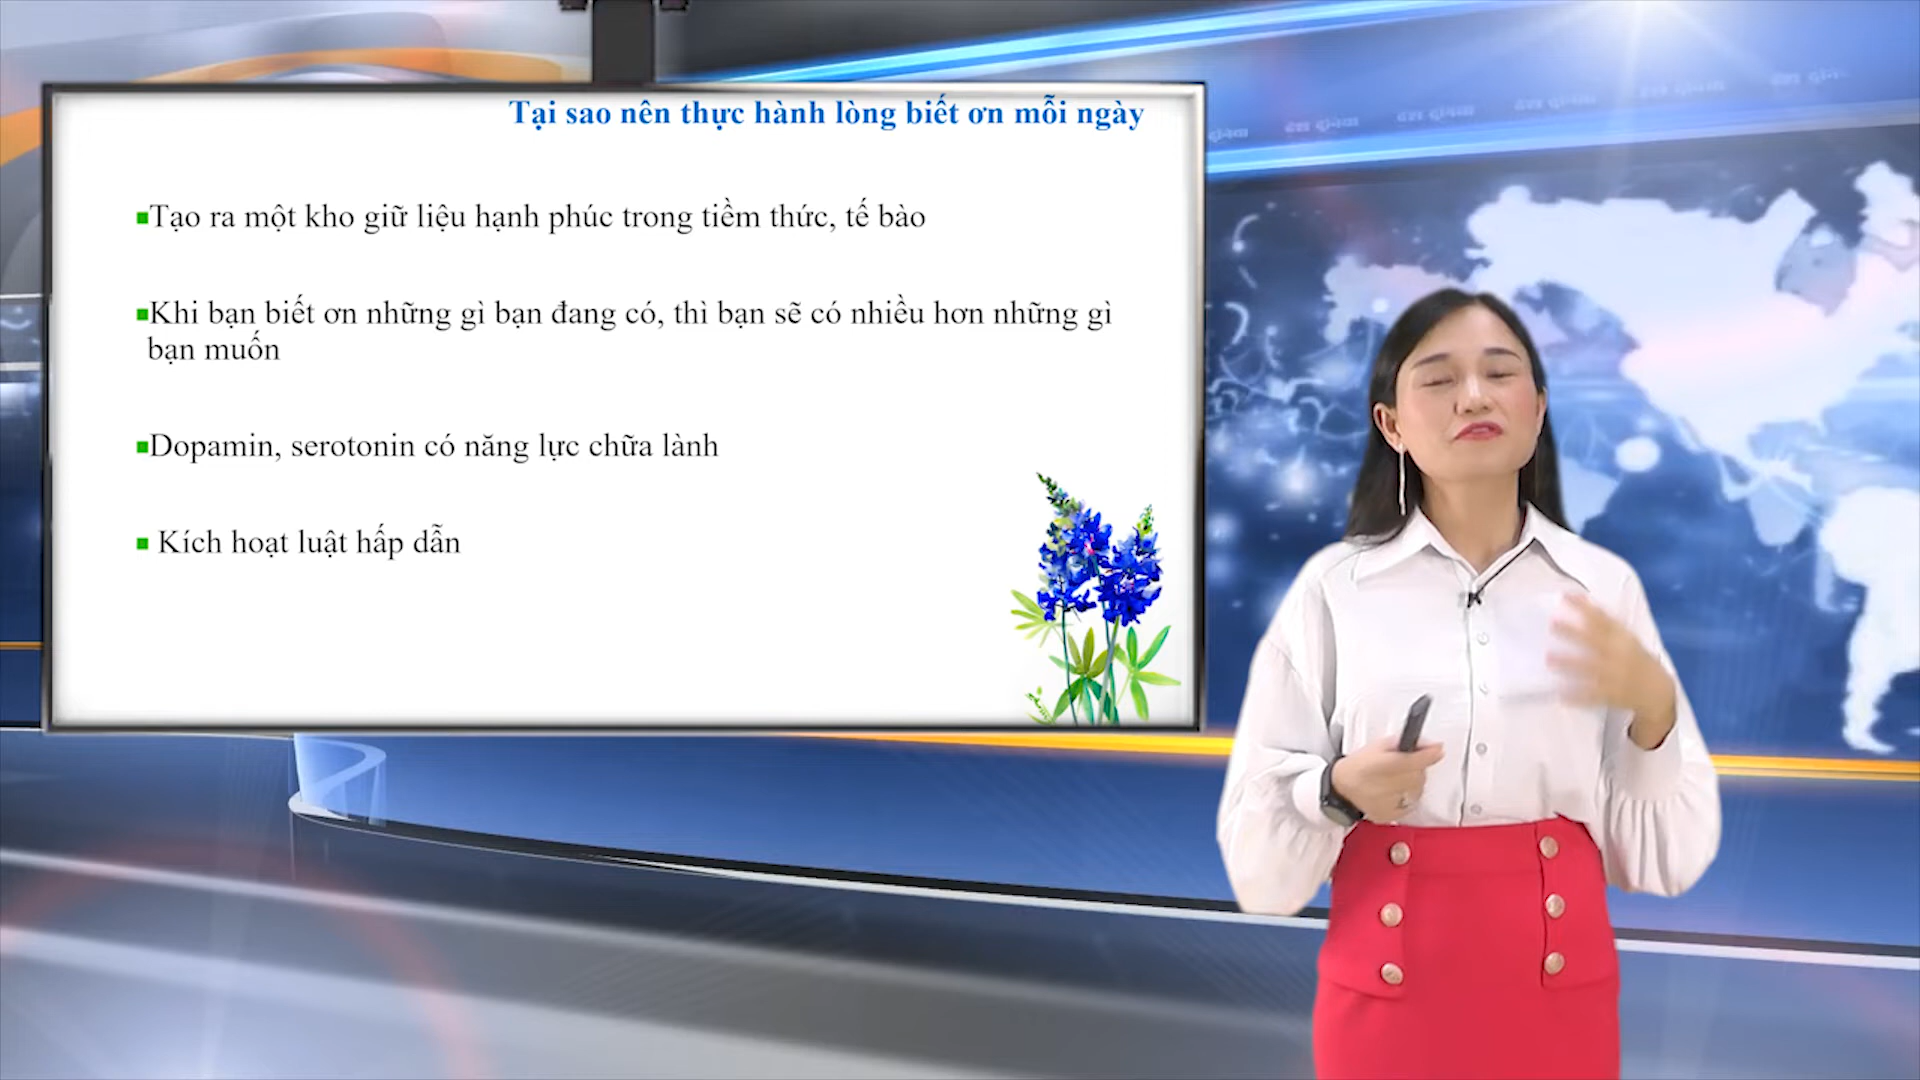 Tại sao nên thực hành lòng biết ơn mỗi ngày
Tạo ra một kho giữ liệu hạnh phúc trong tiềm thức, tế bào
Khi bạn biết ơn những gì bạn đang có, thì bạn sẽ có nhiều hơn những gì
bạn muốn
Dopamin, serotonin có năng lực chữa lành
Kích hoạt luật hấp dẫn